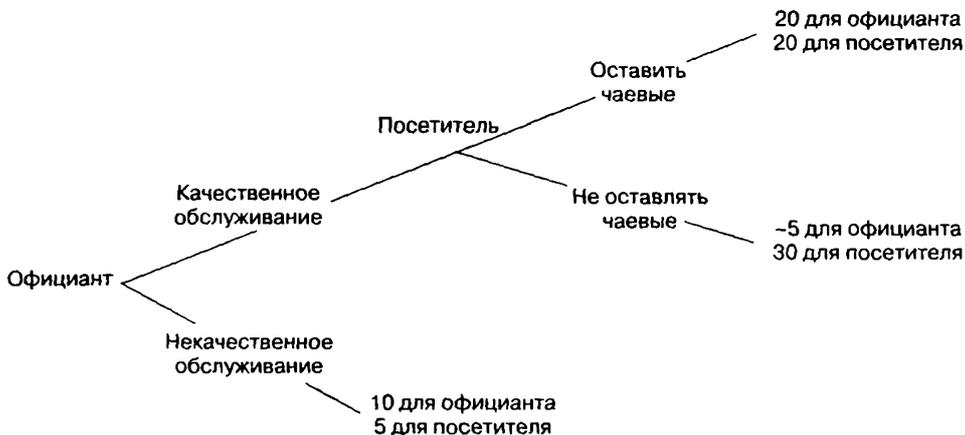 20 для официанта
20 для посетителя
Оставить
чаевые
Посетитель
Качественное
обслуживание
Не оставлять
чаевые
~5 для официанта
30 для посетителя
Официант
Некачественное
обслуживание
10 для официанта
5 для посетителя